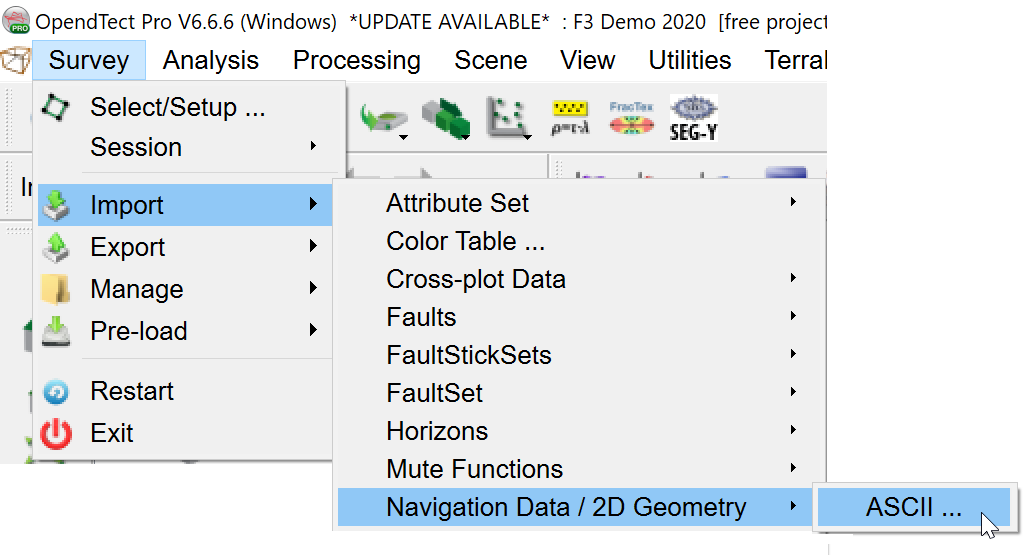 OpendTect Pro V6.6.6 (Windows) *UPDATE AVAILABLE* : F3 Demo 2020 [free project
Survey Analysis Processing Scene View Utilities Terral
PRO
Select/Setup ...
Session
ρ=τ·λ
FracTex
SEG-Y
Import
Export
Manage
Pre-load
Restart
Exit
Attribute Set
Color Table ...
Cross-plot Data
Faults
FaultStickSets
FaultSet
Horizons
Mute Functions
Navigation Data / 2D Geometry
ASCII ...